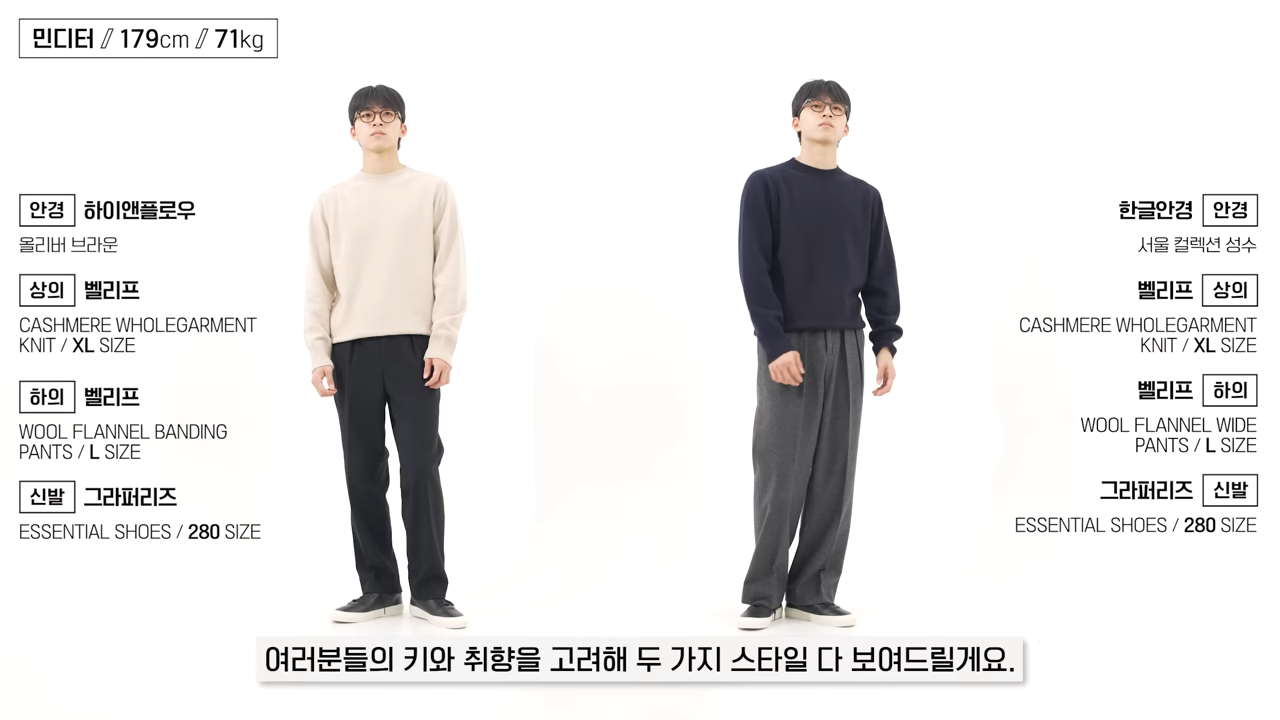 민디터 // 179cm // 71kg
안경 하이앤플로우
올리버 브라운
상의 벨리프
CASHMERE WHOLEGARMENT
KNIT / XL SIZE
하의 벨리프
WOOL FLANNEL BANDING
PANTS / L SIZE
신발 그라퍼리즈
ESSENTIAL SHOES / 280 SIZE
한글안경 안경
서울 컬렉션 성수
벨리프 상의
CASHMERE WHOLEGARMENT
KNIT / XL SIZE
벨리프 하의
WOOL FLANNEL WIDE
PANTS / L SIZE
그라퍼리즈 신발
ESSENTIAL SHOES / 280 SIZE
여러분들의 키와 취향을 고려해 두 가지 스타일 다 보여드릴게요.